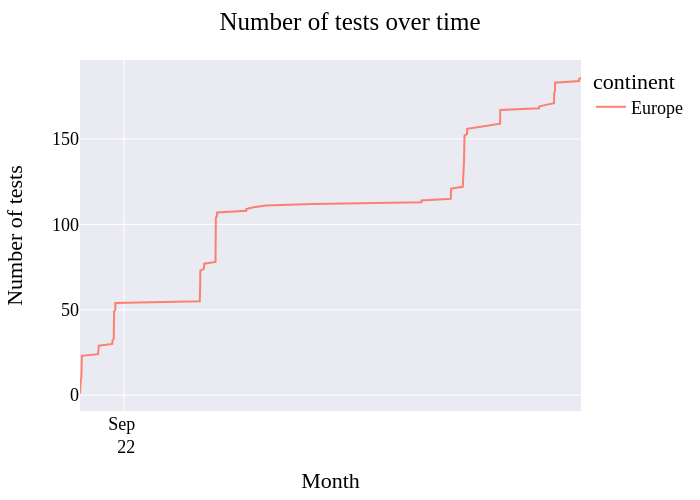 Number of tests over time
continent
Europe
Number of tests
150
100
50
0
Sep
22
Month